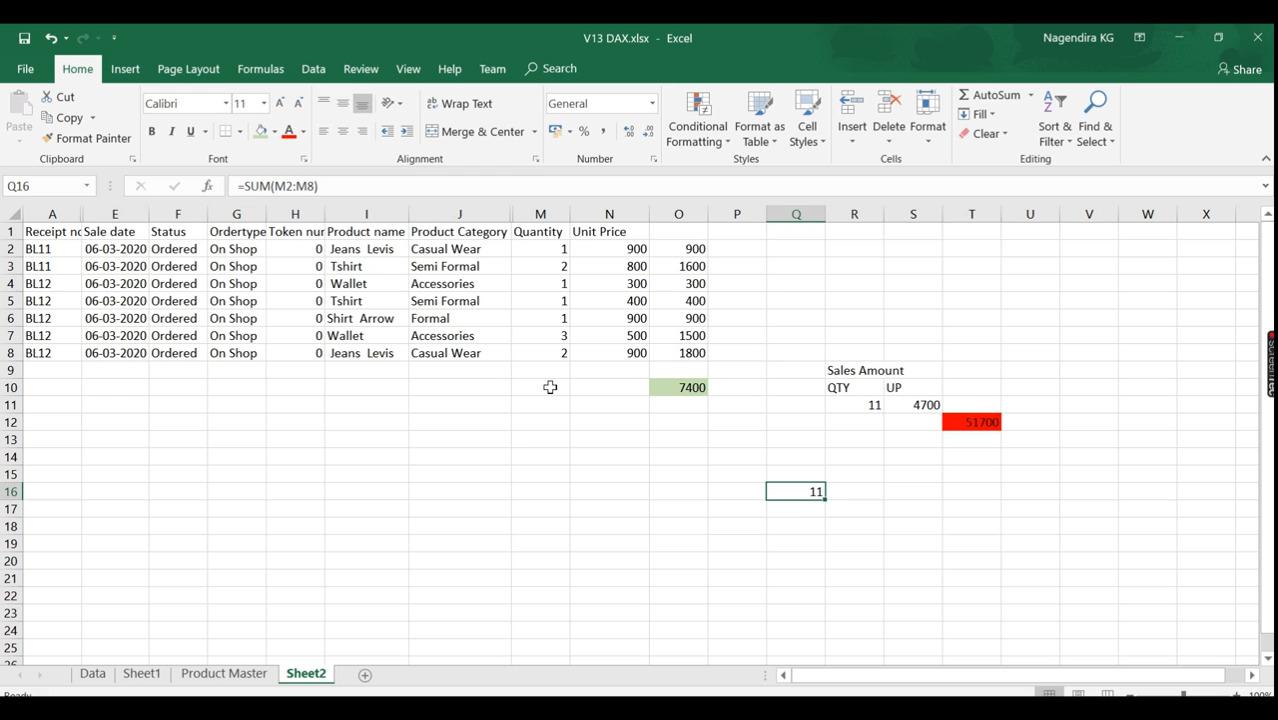 V13 DAX.xlsx - Excel
Nagendira KG
File Home Insert Page Layout Formulas Data Review View Help Team Search Share
Paste Cut Copy Format Painter
Clipboard
Calibri 11
B I U A
Font
Wrap Text
Merge & Center
Alignment
General
%
Number
Conditional Formatting
Format as Table
Cell Styles
Styles
Insert Delete Format
Cells
AutoSum
Fill
Clear
Sort & Filter
Find & Select
Editing
Q16 fx =SUM(M2:M8)
A E F G H I J M N O P Q R S T U V W X
1 Receipt no Sale date Status Ordertype Token num Product name Product Category Quantity Unit Price
2 BL11 06-03-2020 Ordered On Shop 0 Jeans Levis Casual Wear 1 900 900
3 BL11 06-03-2020 Ordered On Shop 0 Tshirt Semi Formal 2 800 1600
4 BL12 06-03-2020 Ordered On Shop 0 Wallet Accessories 1 300 300
5 BL12 06-03-2020 Ordered On Shop 0 Tshirt Semi Formal 1 400 400
6 BL12 06-03-2020 Ordered On Shop 0 Shirt Arrow Formal 1 900 900
7 BL12 06-03-2020 Ordered On Shop 0 Wallet Accessories 3 500 1500
8 BL12 06-03-2020 Ordered On Shop 0 Jeans Levis Casual Wear 2 900 1800
9 Sales Amount
10 7400 QTY UP
11 11 4700
12 51700
13
14
15
16 11
17
18
19
20
21
22
23
24
25
Data Sheet1 Product Master Sheet2
Ready 100%